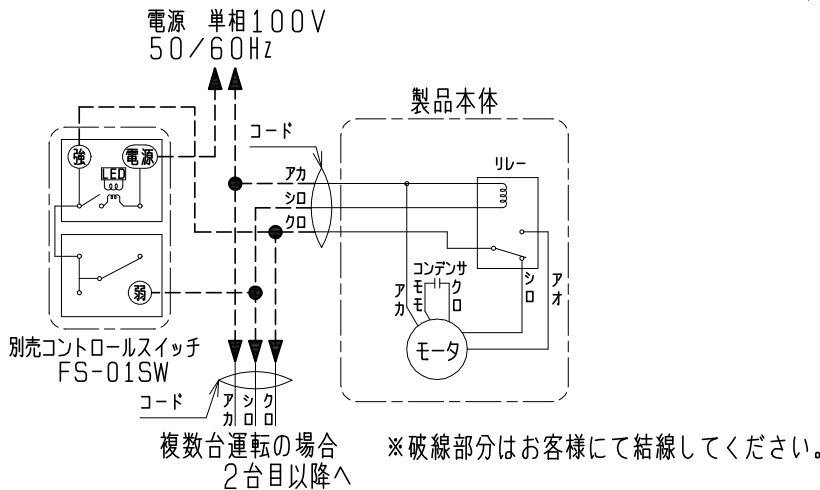 電源 単相100V
50/60Hz
製品本体
コード
リレー
強
電源
LED
アカ
シロ
クロ
コンデンサ
アカ
モモ
クロ
シロ
アオ
弱
モータ
別売コントロールスイッチ
FS-01SW
コード
アカ
シロ
クロ
複数台運転の場合
2台目以降へ
※破線部分はお客様にて結線してください。